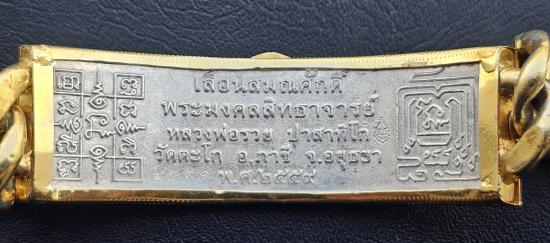 เลื่อนสมณศักดิ์
พระมงคลสิทธาจารย์
หลวงพ่อรวย ปาสาทิโก
วัดตะโก อ.ภาชี จ.อยุธยา
พ.ศ.๒๕๕๙